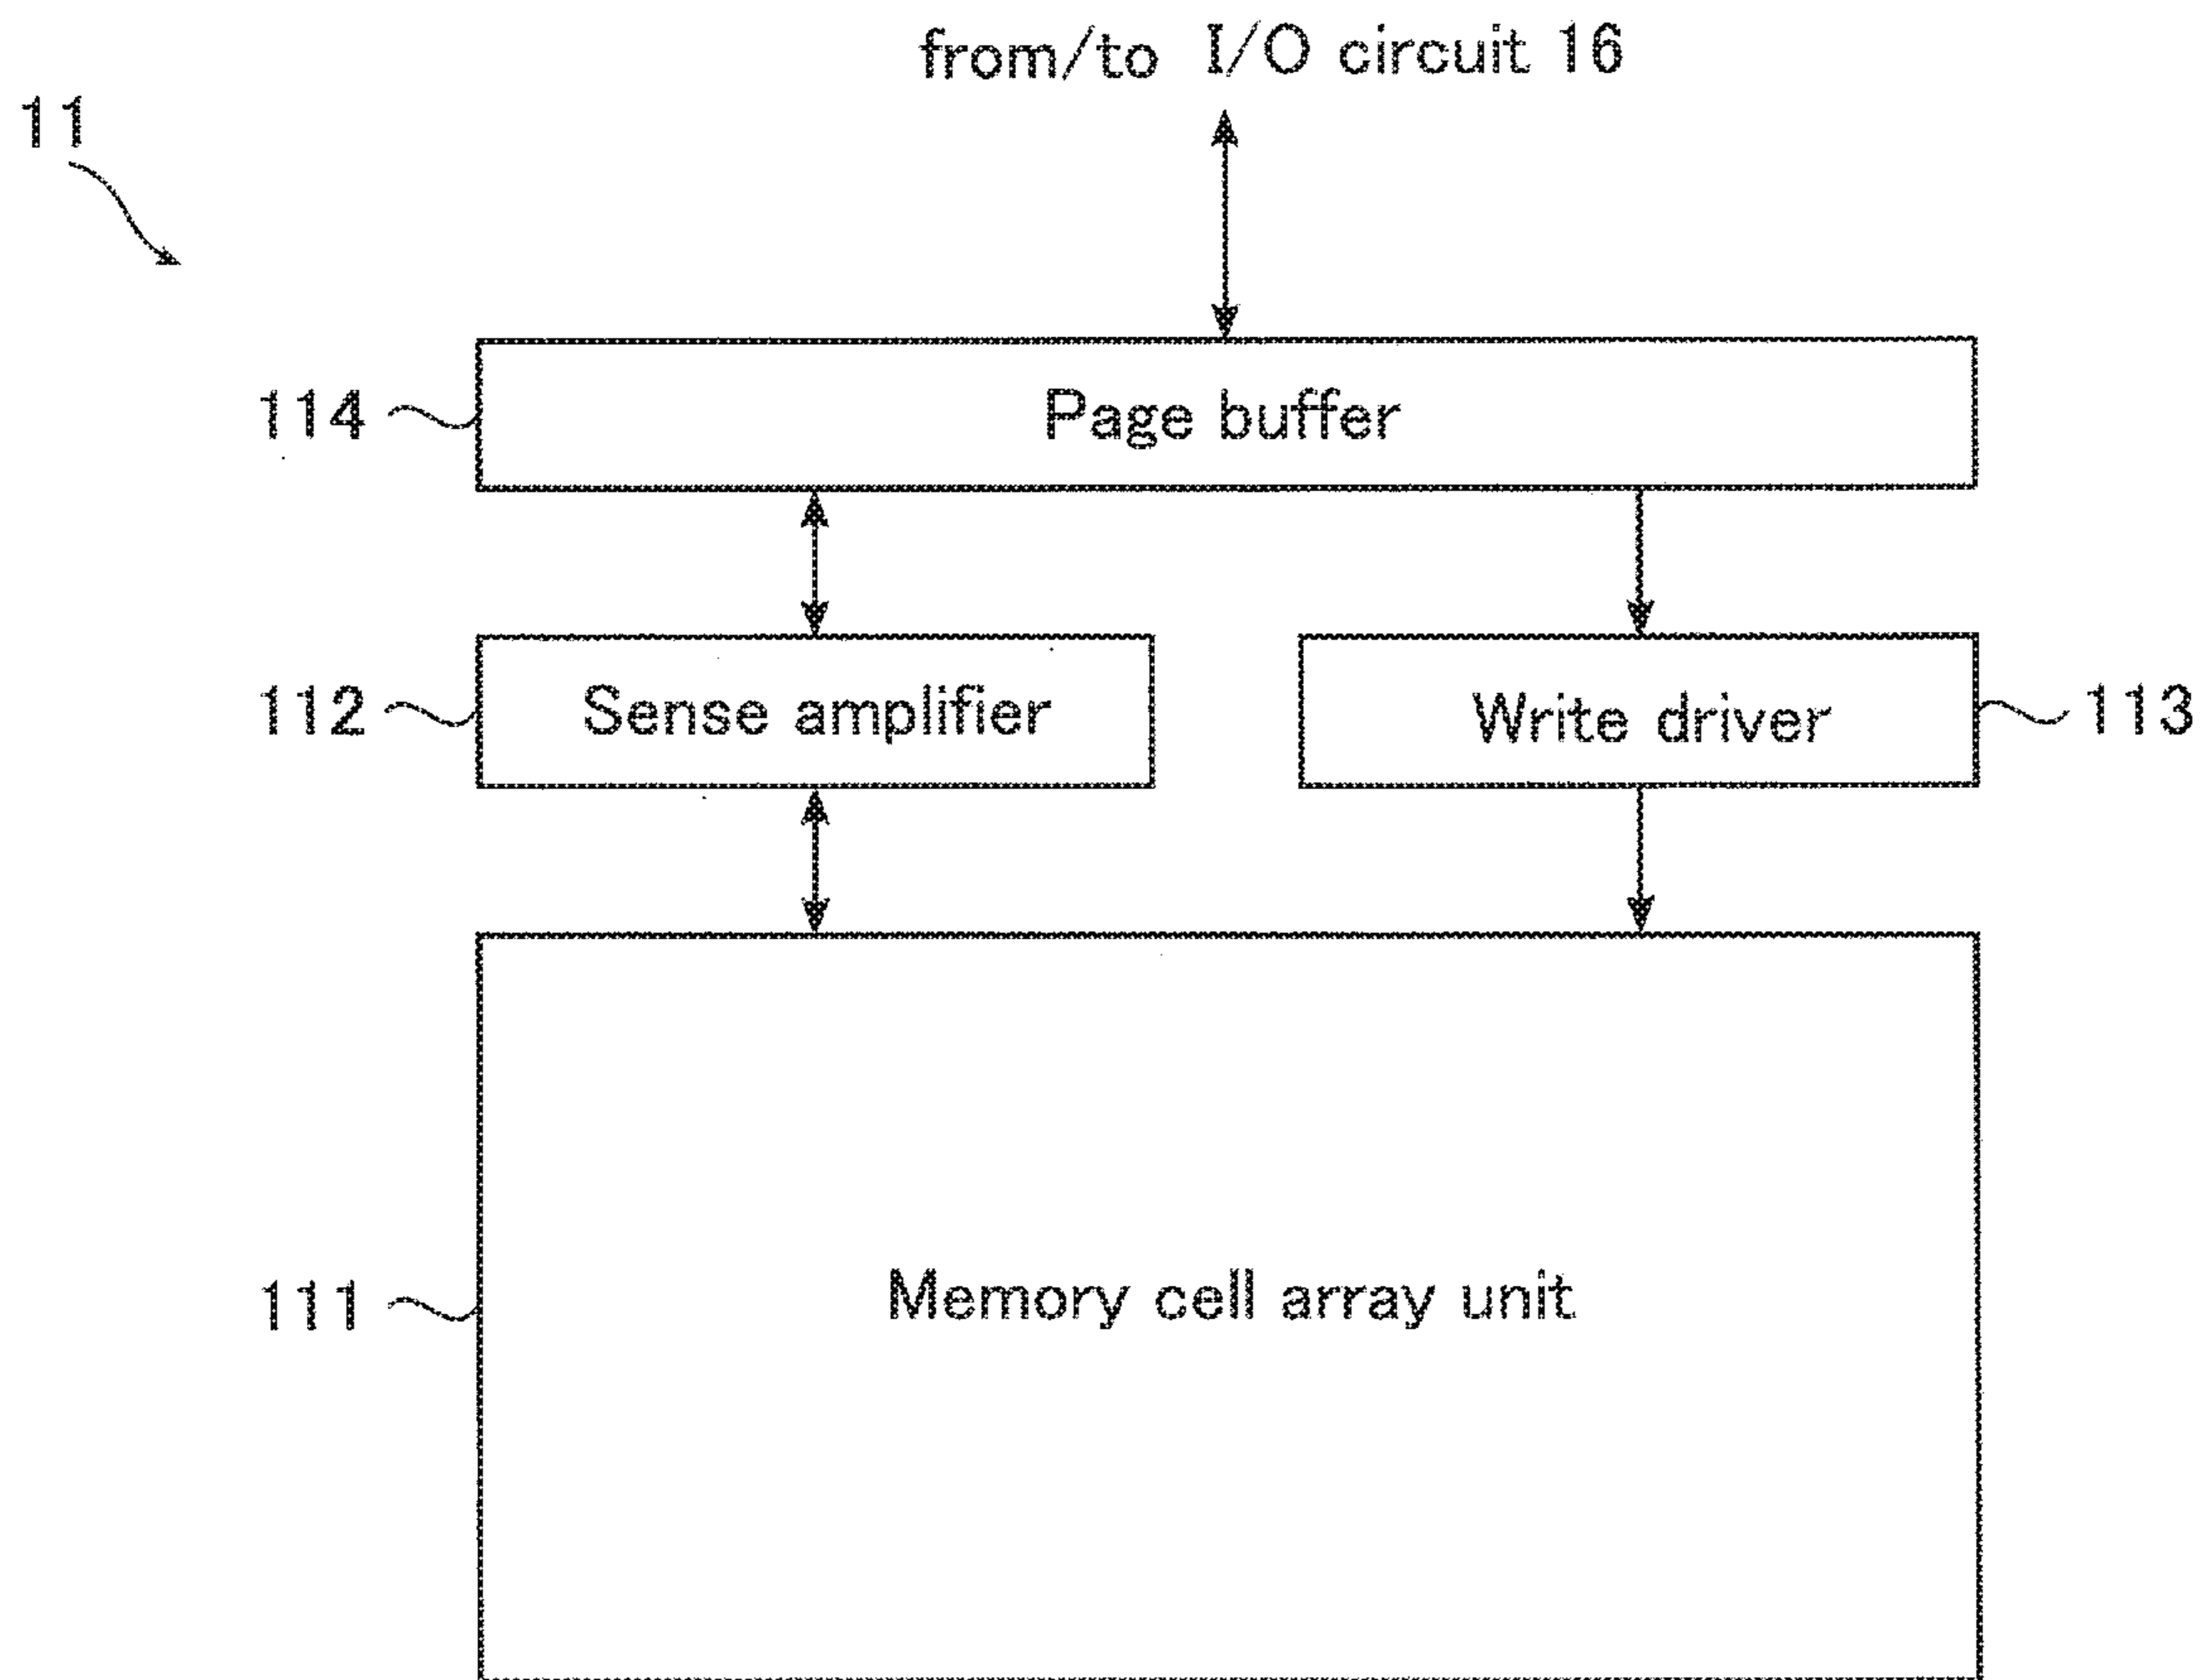 from/to I/O circuit 16
11
114
Page buffer
112
Sense amplifier
Write driver
113
111
Memory cell array unit